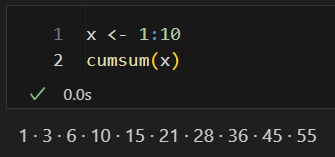 1 x <- 1:10
2 cumsum(x)
0.0s
1 · 3 · 6 · 10 · 15 · 21 · 28 · 36 · 45 · 55